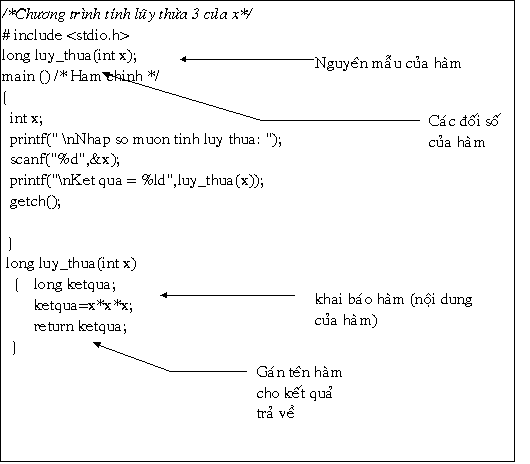 /*Chương trình tính lũy thừa 3 của x*/
# include <stdio.h>
long luy_thua(int x);
Nguyên mẫu của hàm
main () /* Ham chinh */
{
Các đối số
của hàm
int x;
printf(" \nNhap so muon tinh luy thua: ");
scanf("%d",&x);
printf("\nKet qua = %ld",luy_thua(x));
getch();
}
long luy_thua(int x)
{ long ketqua;
ketqua=x*x*x;
return ketqua;
}
khai báo hàm (nội dung
của hàm)
Gán tên hàm
cho kết quả
trả về